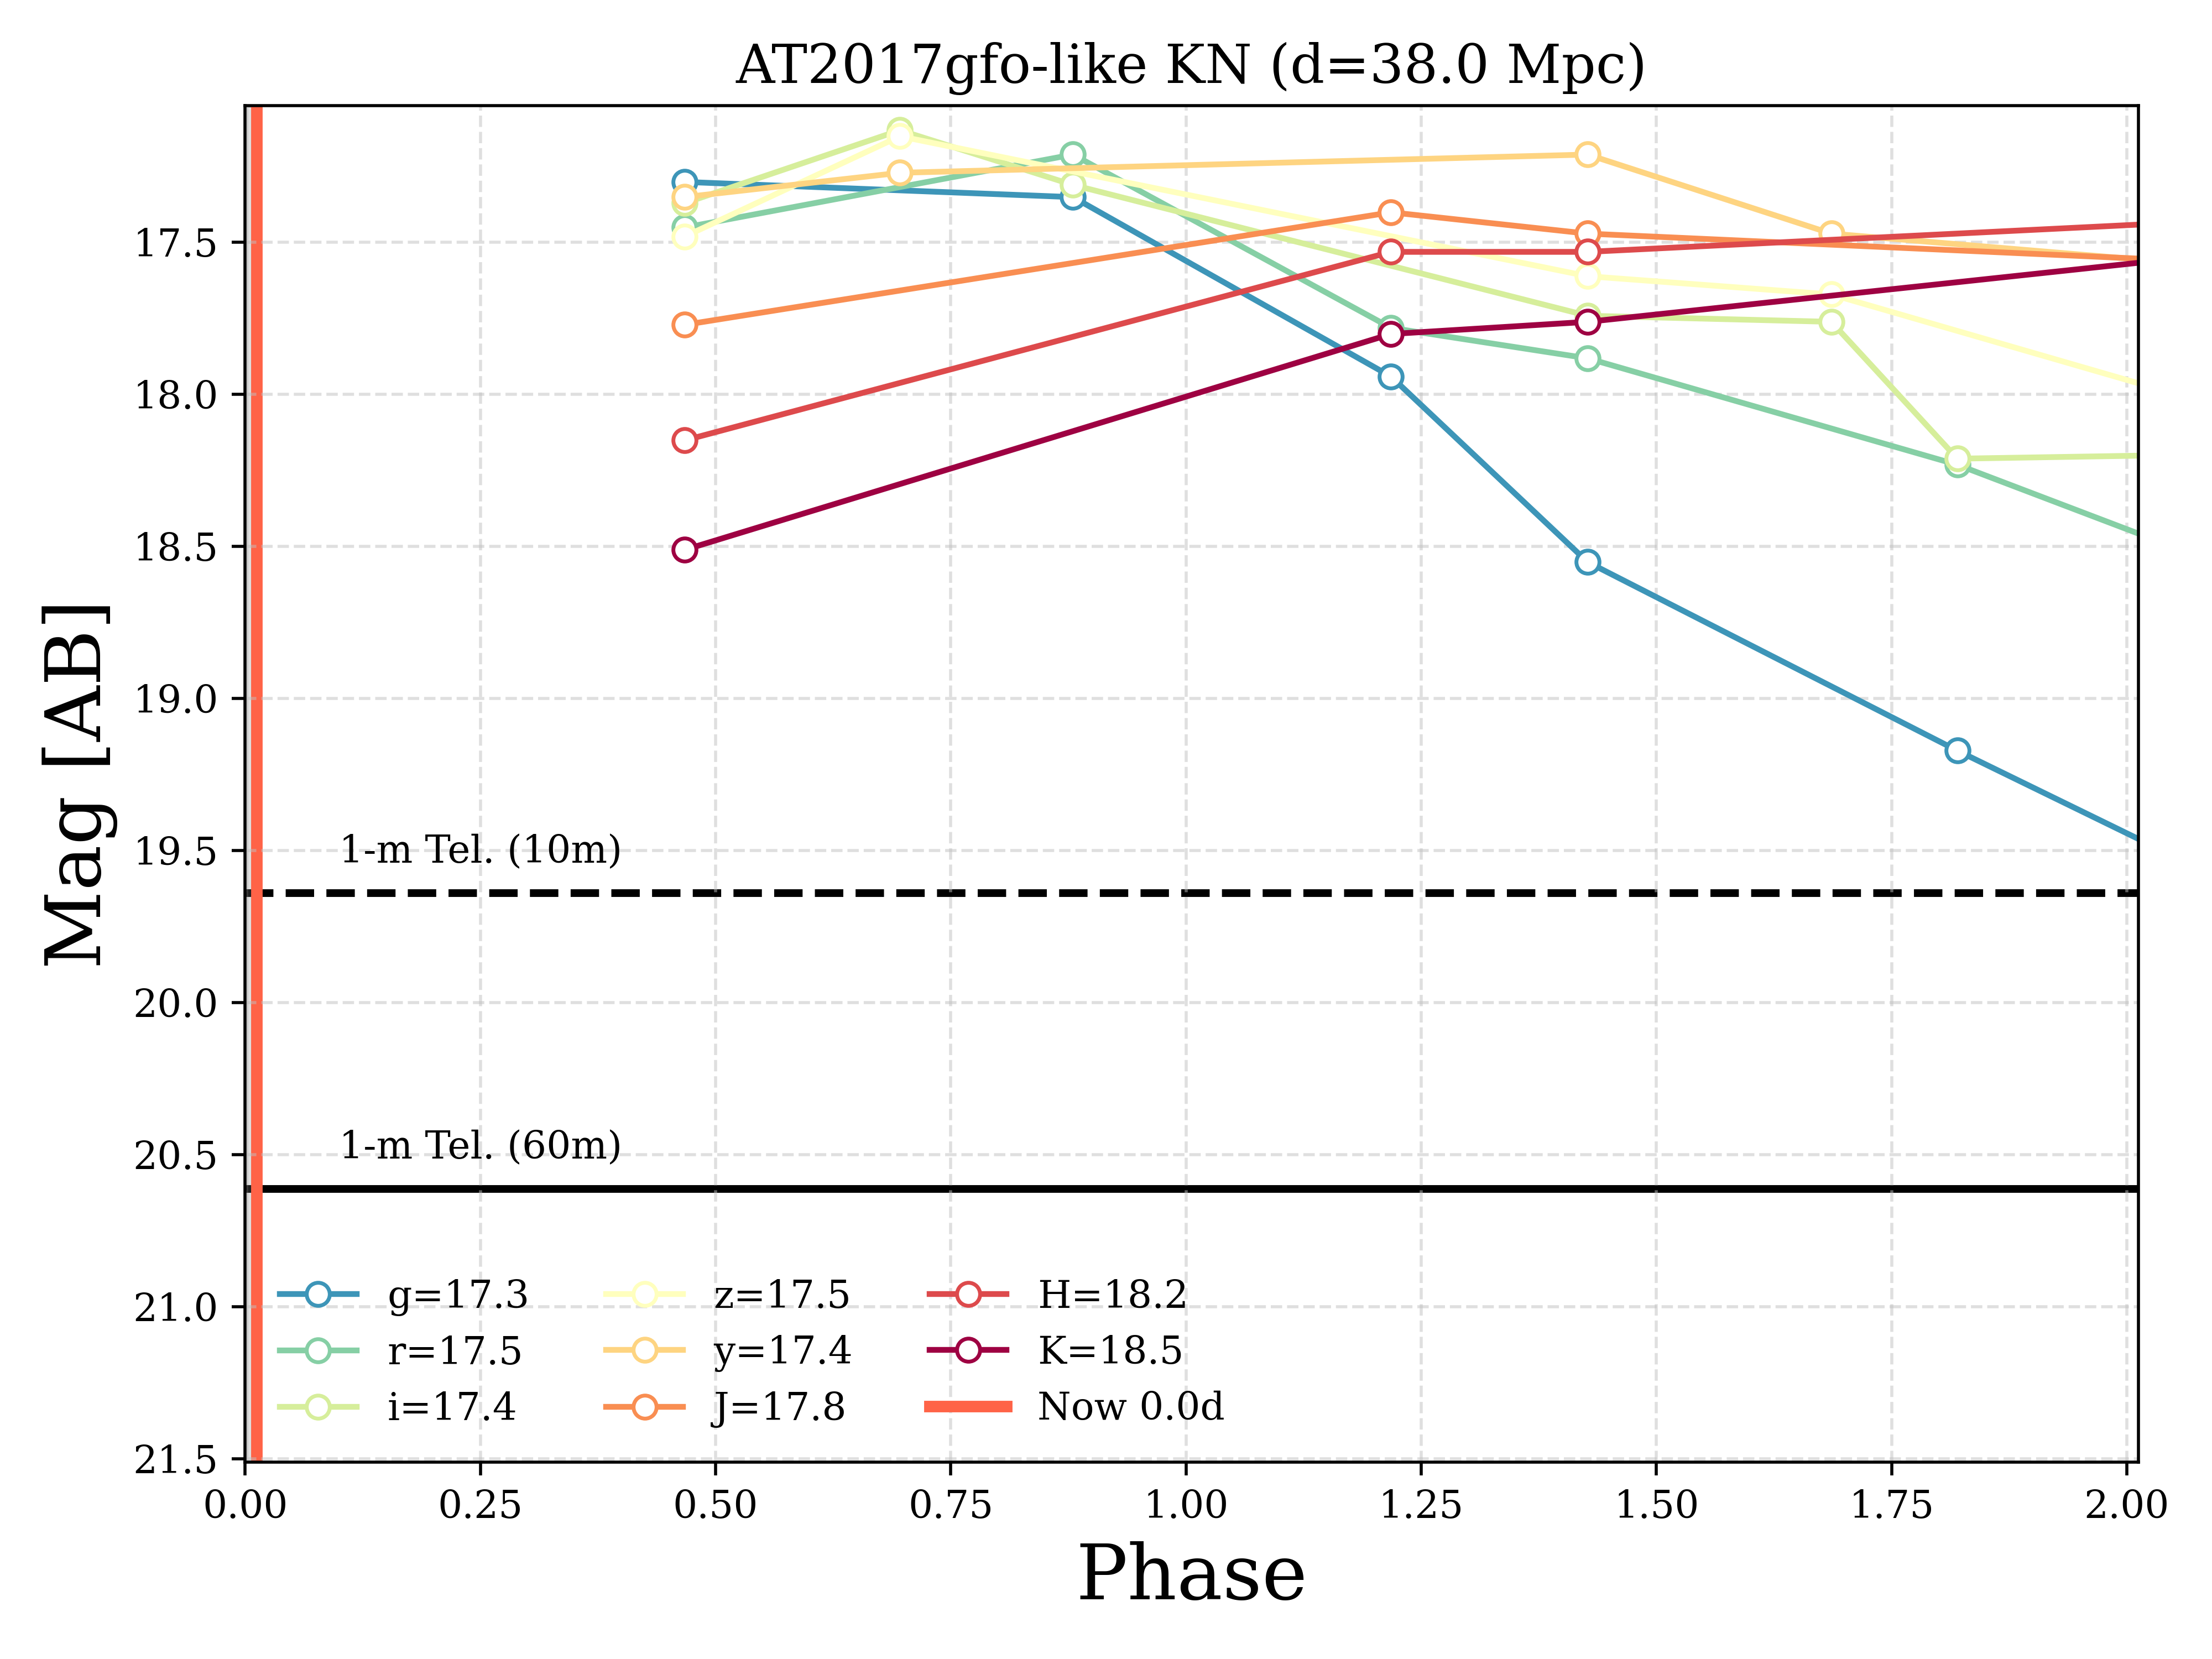 AT2017gfo-like KN (d=38.0 Mpc)
Mag [AB]
17.5
18.0
18.5
19.0
19.5
20.0
20.5
21.0
21.5
1-m Tel. (10m)
1-m Tel. (60m)
g=17.3
r=17.5
i=17.4
z=17.5
y=17.4
J=17.8
H=18.2
K=18.5
Now 0.0d
0.00 0.25 0.50 0.75 1.00 1.25 1.50 1.75 2.00
Phase